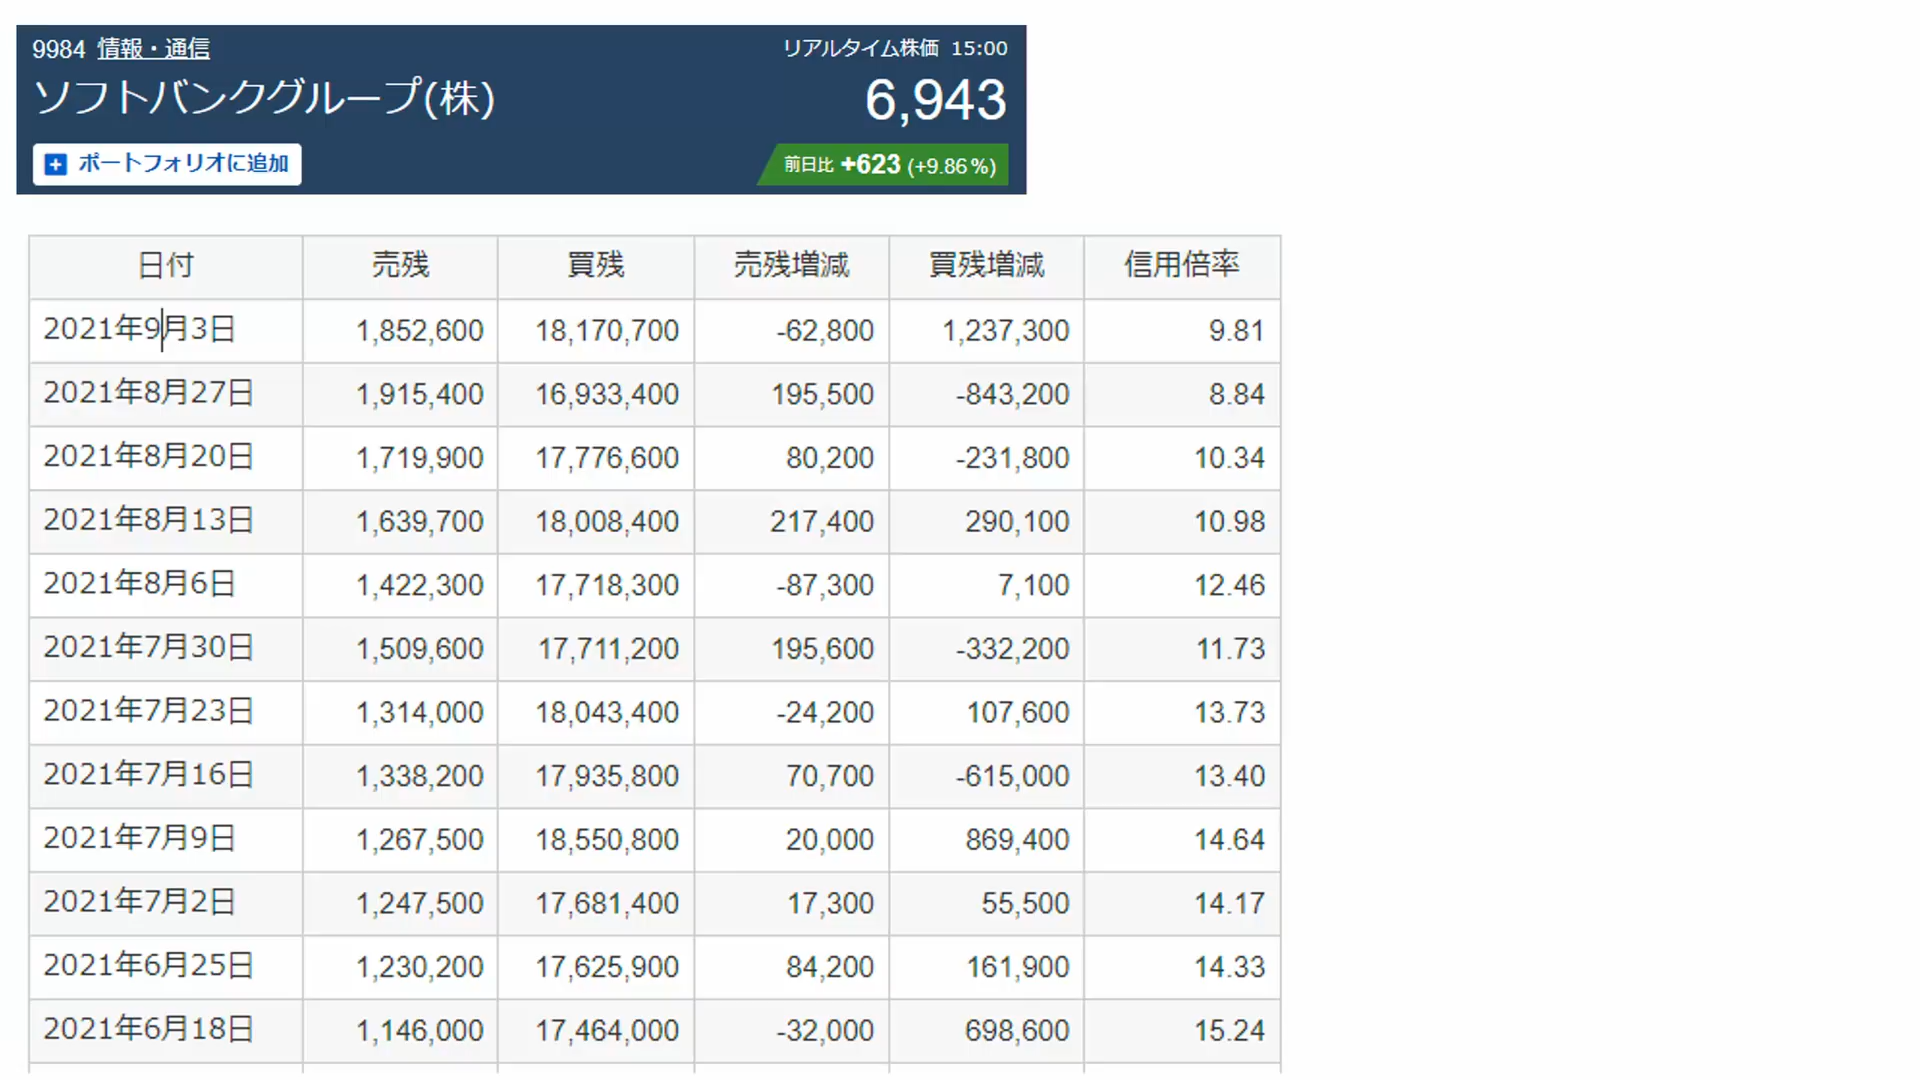 9984 情報・通信 リアルタイム株価 15:00
ソフトバンクグループ(株) 6,943
ポートフォリオに追加 前日比 +623 (+9.86%)
日付 売残 買残 売残増減 買残増減 信用倍率
2021年9月3日 1,852,600 18,170,700 -62,800 1,237,300 9.81
2021年8月27日 1,915,400 16,933,400 195,500 -843,200 8.84
2021年8月20日 1,719,900 17,776,600 80,200 -231,800 10.34
2021年8月13日 1,639,700 18,008,400 217,400 290,100 10.98
2021年8月6日 1,422,300 17,718,300 -87,300 7,100 12.46
2021年7月30日 1,509,600 17,711,200 195,600 -332,200 11.73
2021年7月23日 1,314,000 18,043,400 -24,200 107,600 13.73
2021年7月16日 1,338,200 17,935,800 70,700 -615,000 13.40
2021年7月9日 1,267,500 18,550,800 20,000 869,400 14.64
2021年7月2日 1,247,500 17,681,400 17,300 55,500 14.17
2021年6月25日 1,230,200 17,625,900 84,200 161,900 14.33
2021年6月18日 1,146,000 17,464,000 -32,000 698,600 15.24